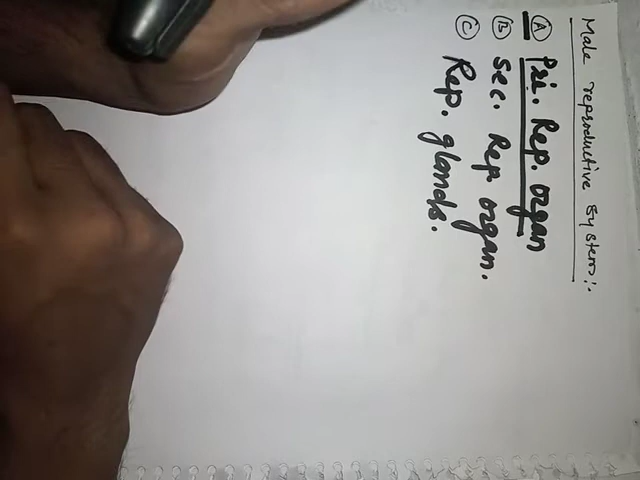 Male reproductive system:-
Ⓐ Pri. Rep. organ
Ⓑ Sec. Rep. organ.
Ⓒ Rep. glands.